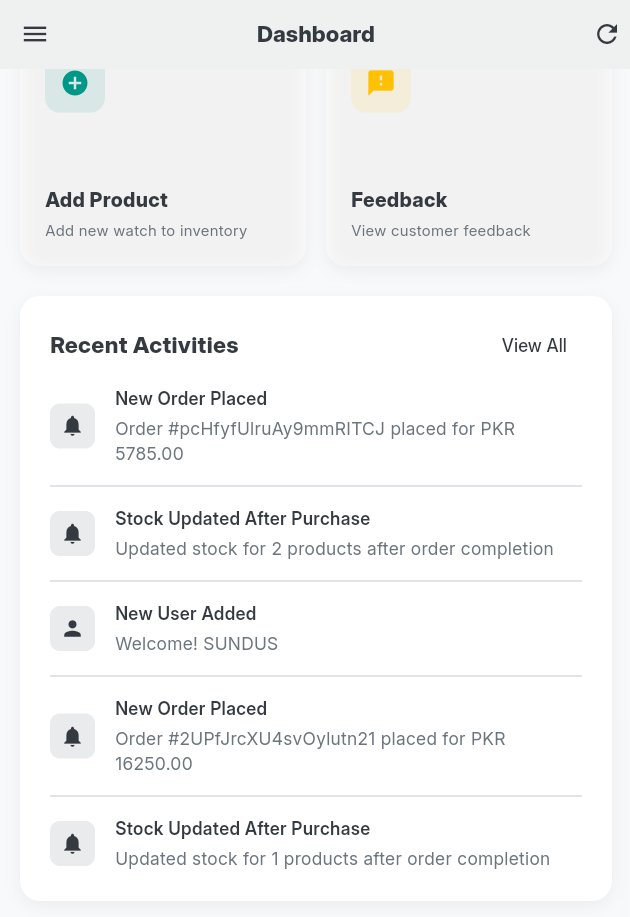 Dashboard
Add Product
Add new watch to inventory
Feedback
View customer feedback
Recent Activities
View All
New Order Placed
Order #pcHfyfUlruAy9mmRITCJ placed for PKR
5785.00
Stock Updated After Purchase
Updated stock for 2 products after order completion
New User Added
Welcome! SUNDUS
New Order Placed
Order #2UPfJrcXU4svOylutn21 placed for PKR
16250.00
Stock Updated After Purchase
Updated stock for 1 products after order completion